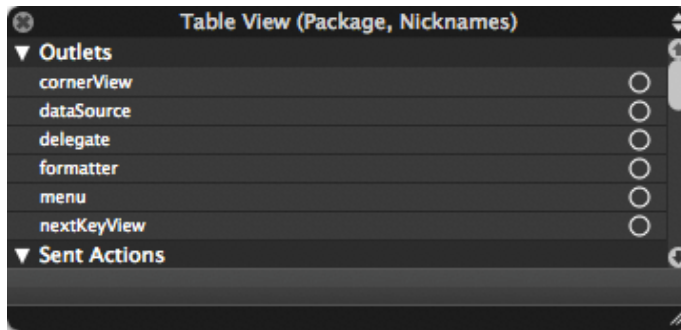 Table View (Package, Nicknames)
Outlets
cornerView
dataSource
delegate
formatter
menu
nextKeyView
Sent Actions